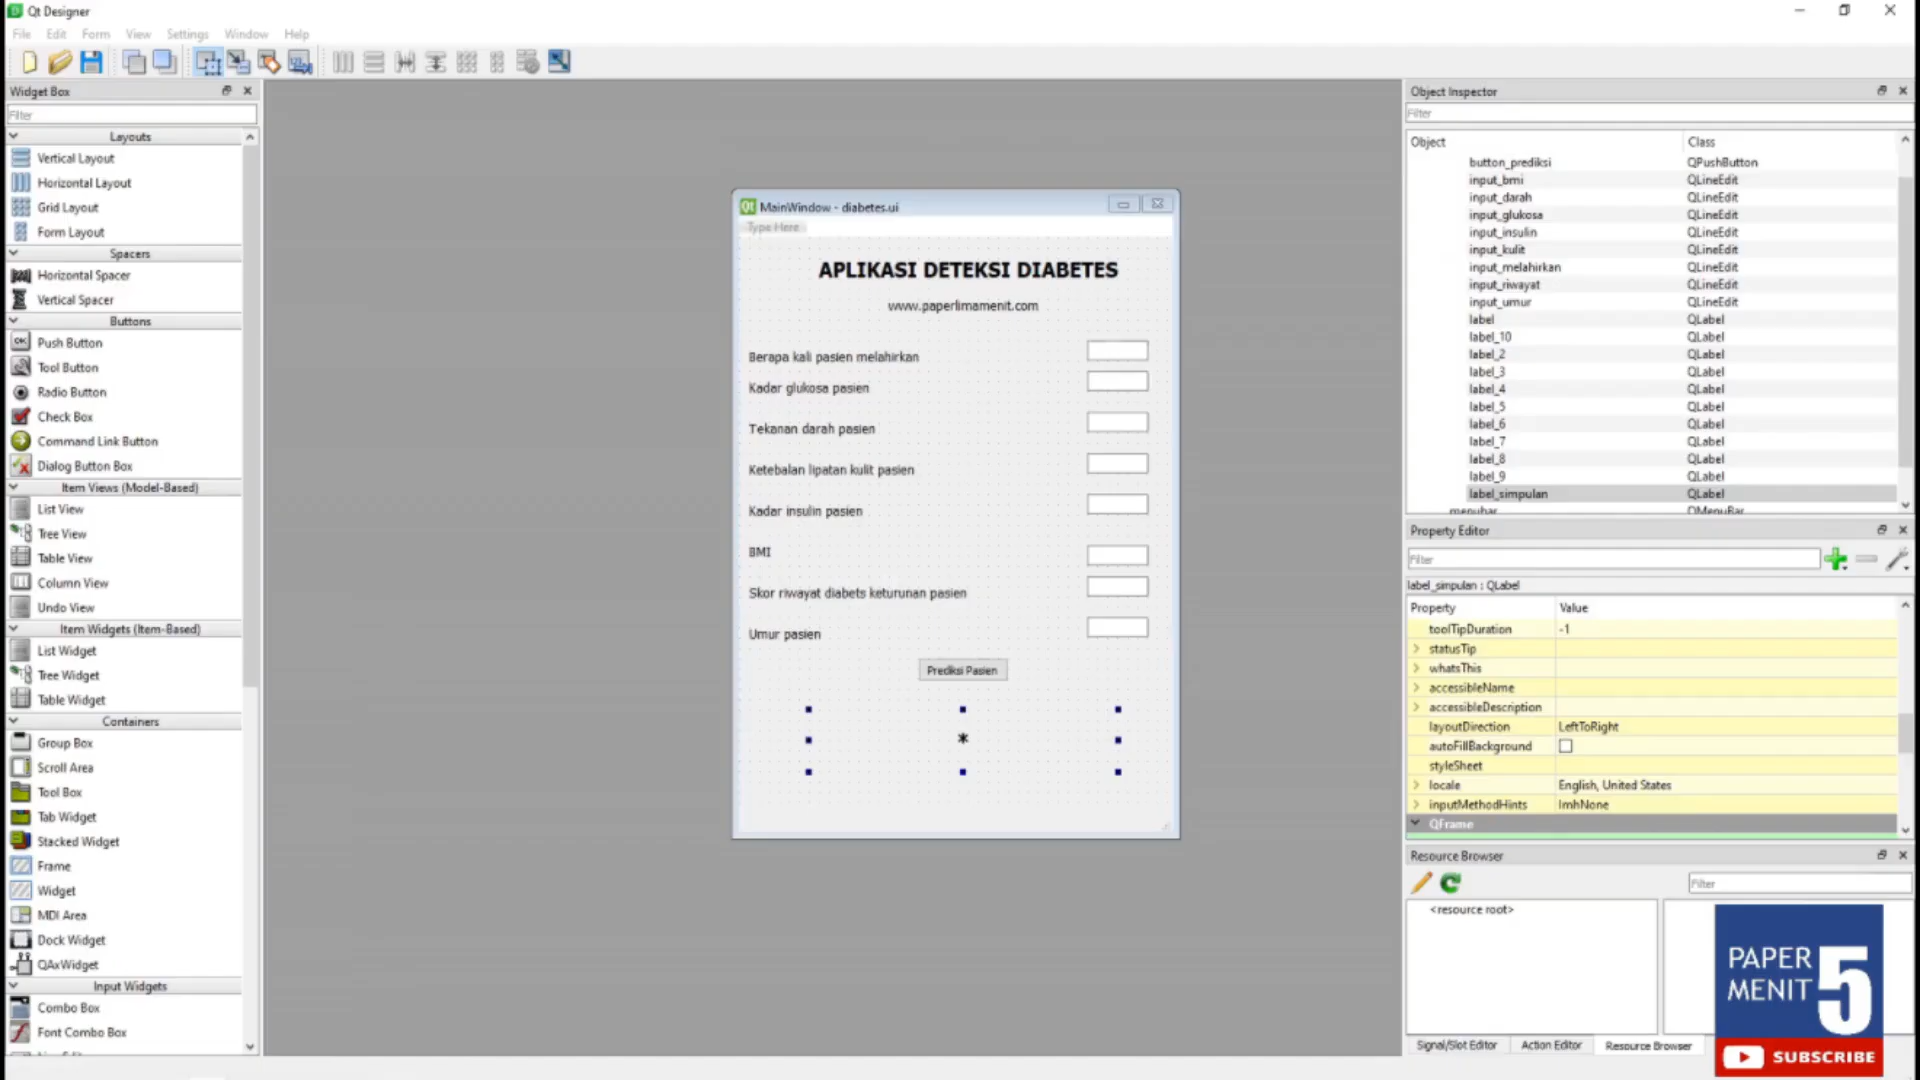 Qt Designer
File Edit Form View Settings Window Help
Widget Box
Filter
Layouts
Vertical Layout
Horizontal Layout
Grid Layout
Form Layout
Spacers
Horizontal Spacer
Vertical Spacer
Buttons
Push Button
Tool Button
Radio Button
Check Box
Command Link Button
Dialog Button Box
Item Views (Model-Based)
List View
Tree View
Table View
Column View
Undo View
Item Widgets (Item-Based)
List Widget
Tree Widget
Table Widget
Containers
Group Box
Scroll Area
Tool Box
Tab Widget
Stacked Widget
Frame
Widget
MDI Area
Dock Widget
QAxWidget
Input Widgets
Combo Box
Font Combo Box
MainWindow - diabetes.ui
Type Here
APLIKASI DETEKSI DIABETES
www.paperlimamenit.com
Berapa kali pasien melahirkan
Kadar glukosa pasien
Tekanan darah pasien
Ketebalan lipatan kulit pasien
Kadar insulin pasien
BMI
Skor riwayat diabets keturunan pasien
Umur pasien
Prediksi Pasien
*
Object Inspector
Filter
Object Class
button_prediksi QPushButton
input_bmi QLineEdit
input_darah QLineEdit
input_glukosa QLineEdit
input_insulin QLineEdit
input_kulit QLineEdit
input_melahirkan QLineEdit
input_riwayat QLineEdit
input_umur QLineEdit
label QLabel
label_10 QLabel
label_2 QLabel
label_3 QLabel
label_4 QLabel
label_5 QLabel
label_6 QLabel
label_7 QLabel
label_8 QLabel
label_9 QLabel
label_simpulan QLabel
menubar QMenuBar
Property Editor
Filter
label_simpulan : QLabel
Property Value
toolTipDuration -1
statusTip
whatsThis
accessibleName
accessibleDescription
layoutDirection LeftToRight
autoFillBackground
styleSheet
locale English, United States
inputMethodHints ImhNone
QFrame
Resource Browser
Filter
<resource root>
Signal/Slot Editor Action Editor Resource Browser
PAPER
MENIT 5
SUBSCRIBE